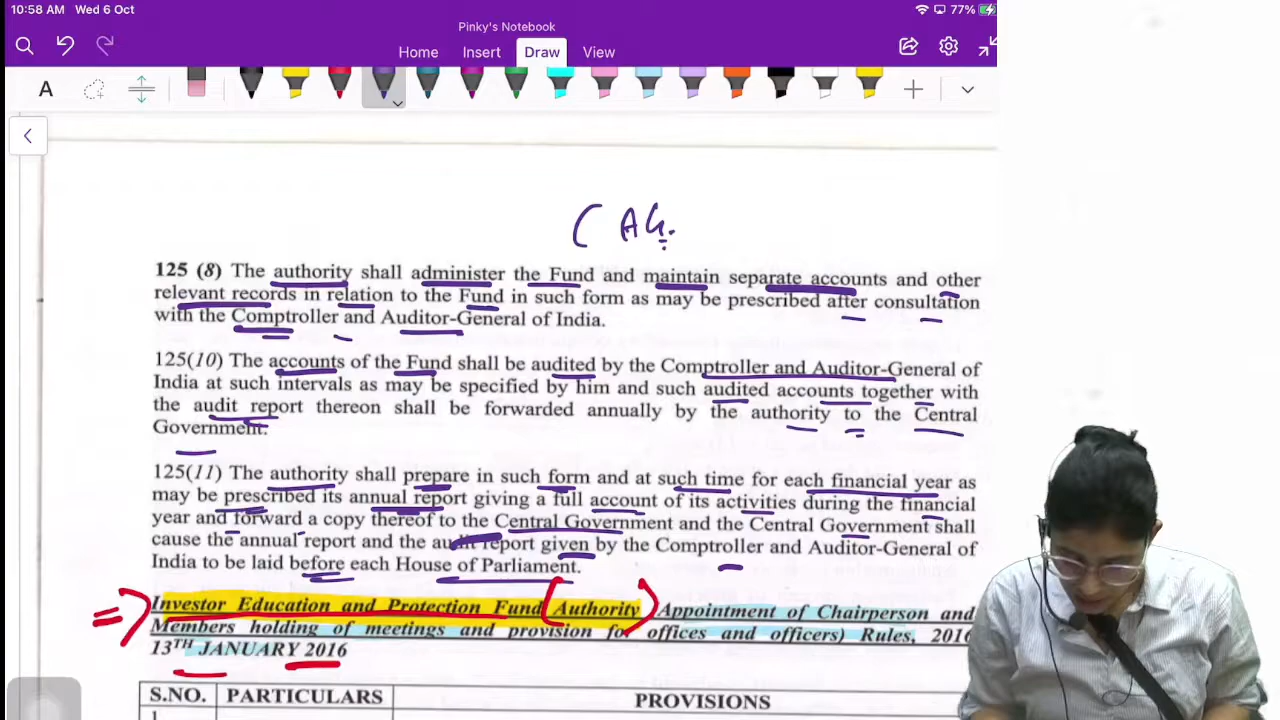 10:58 AM Wed 6 Oct
77%
Pinky's Notebook
Home Insert Draw View
A
CAG.
125 (8) The authority shall administer the Fund and maintain separate accounts and other
relevant records in relation to the Fund in such form as may be prescribed after consultation
with the Comptroller and Auditor-General of India.
125(10) The accounts of the Fund shall be audited by the Comptroller and Auditor-General of
India at such intervals as may be specified by him and such audited accounts together with
the audit report thereon shall be forwarded annually by the authority to the Central
Government.
125(11) The authority shall prepare in such form and at such time for each financial year as
may be prescribed its annual report giving a full account of its activities during the financial
year and forward a copy thereof to the Central Government and the Central Government shall
cause the annual report and the audit report given by the Comptroller and Auditor-General of
India to be laid before each House of Parliament.
Investor Education and Protection Fund (Authority Appointment of Chairperson and
Members holding of meetings and provision for offices and officers) Rules, 2016
13TH JANUARY 2016
S.NO. PARTICULARS PROVISIONS
1